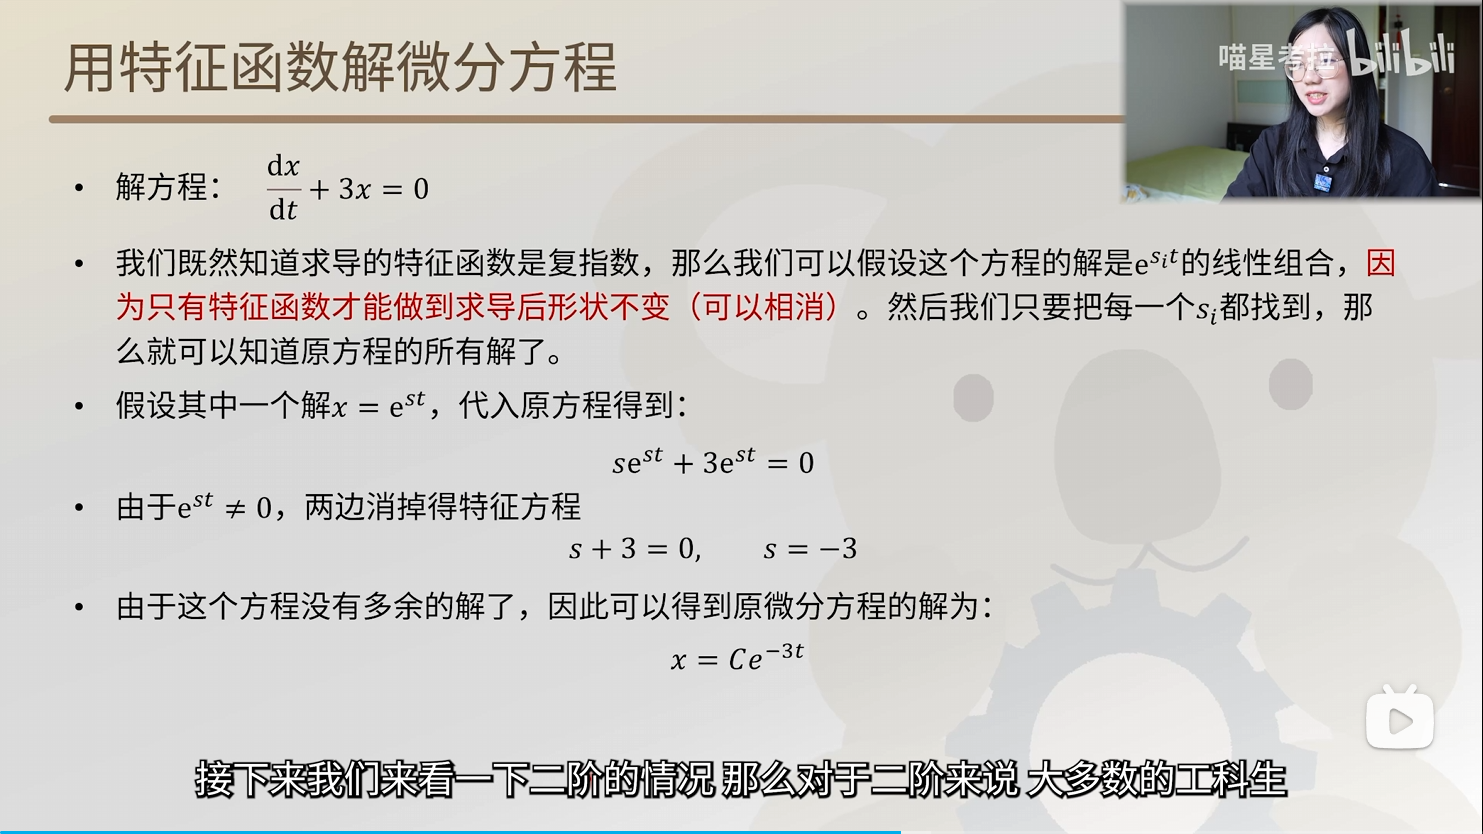 用特征函数解微分方程
喵星考拉 bilibili
• 解方程： dx/dt + 3x = 0
• 我们既然知道求导的特征函数是复指数，那么我们可以假设这个方程的解是e^{s_i t}的线性组合，因
为只有特征函数才能做到求导后形状不变（可以相消）。然后我们只要把每一个s_i都找到，那
么就可以知道原方程的所有解了。
• 假设其中一个解x = e^{st}，代入原方程得到：
se^{st} + 3e^{st} = 0
• 由于e^{st} ≠ 0，两边消掉得特征方程
s + 3 = 0, s = −3
• 由于这个方程没有多余的解了，因此可以得到原微分方程的解为：
x = Ce^{−3t}
接下来我们来看一下二阶的情况 那么对于二阶来说 大多数的工科生